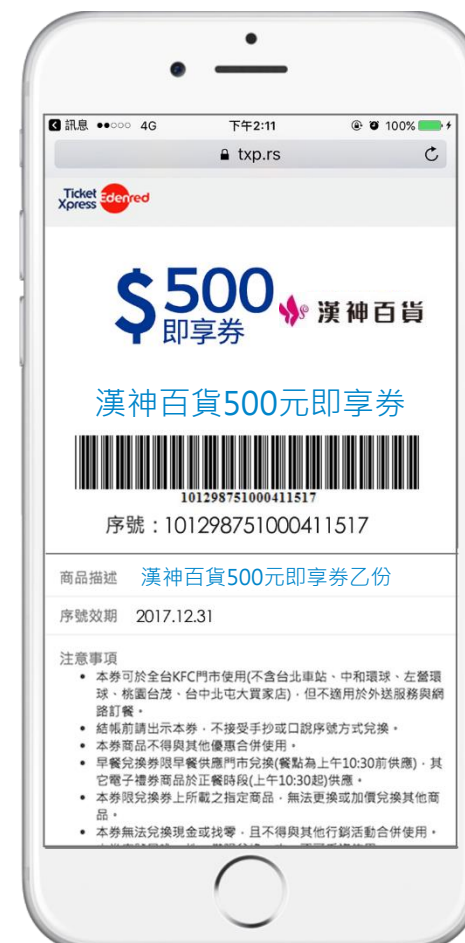 訊息 4G 下午2:11 100%
txp.rs
Ticket
Xpress Edenred
$500
即享券
漢神百貨
漢神百貨500元即享券
101298751000411517
序號：101298751000411517
商品描述 漢神百貨500元即享券乙份
序號效期 2017.12.31
注意事項
• 本券可於全台KFC門市使用(不含台北車站、中和環球、左營環
球、桃園台茂、台中北屯大買家店)，但不適用於外送服務與網
路訂餐。
• 結帳前請出示本券，不接受手抄或口說序號方式兌換。
• 本券商品不得與其他優惠合併使用。
• 早餐兌換券限早餐供應門市兌換(餐點為上午10:30前供應)，其
它電子禮券商品於正餐時段(上午10:30起)供應。
• 本券限兌換券上所載之指定商品，無法更換或加價兌換其他商
品。
• 本券無法兌換現金或找零，且不得與其他行銷活動合併使用。